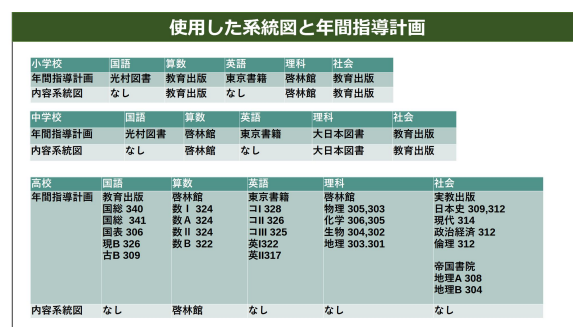 使用した系統図と年間指導計画
小学校 国語 算数 英語 理科 社会
年間指導計画 光村図書 教育出版 東京書籍 啓林館 教育出版
内容系統図 なし 教育出版 なし 啓林館 教育出版
中学校 国語 算数 英語 理科 社会
年間指導計画 光村図書 啓林館 東京書籍 大日本図書 教育出版
内容系統図 なし 啓林館 なし 大日本図書 教育出版
高校 国語 算数 英語 理科 社会
年間指導計画 教育出版 啓林館 東京書籍 啓林館 実教出版
国総 340 数Ⅰ 324 コI 328 物理 305,303 日本史 309,312
国総 341 数A 324 コII 326 化学 306,305 現代 314
国表 306 数Ⅱ 324 コIII 325 生物 304,302 政治経済 312
現B 326 数B 322 英I322 地理 303.301 倫理 312
古B 309 英II317
帝国書院
地理A 308
地理B 304
内容系統図 なし 啓林館 なし なし なし